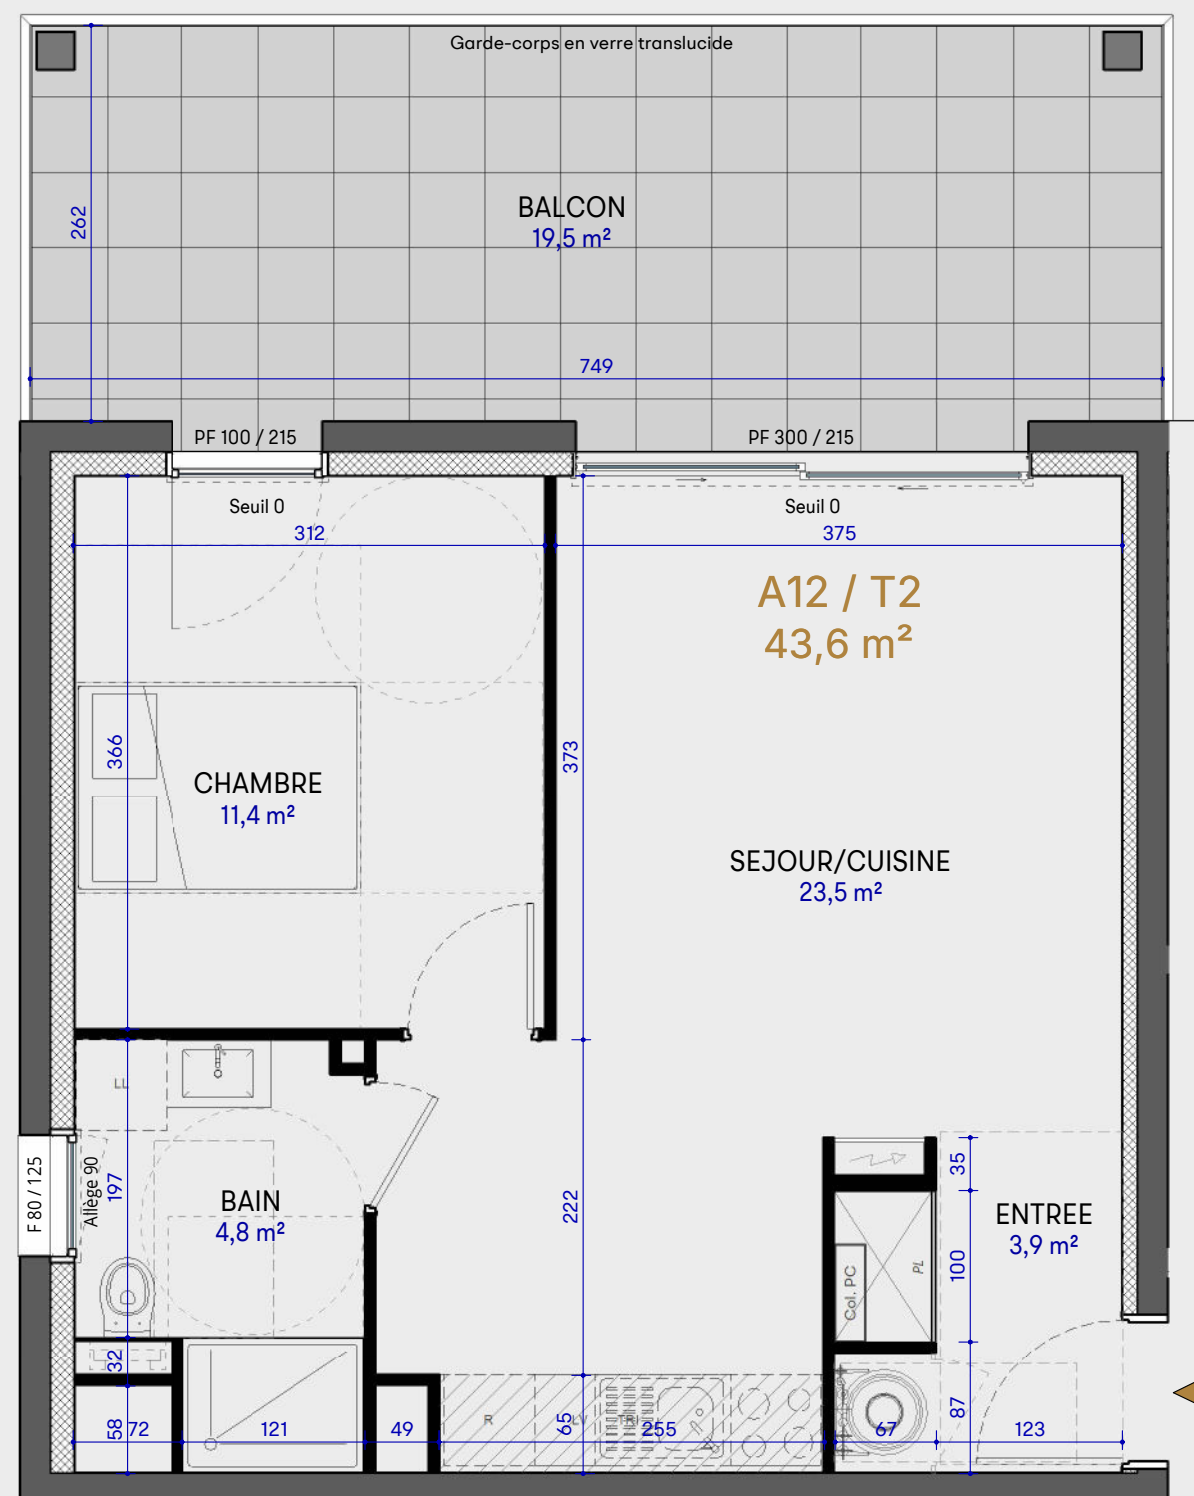 Garde-corps en verre translucide
262
BALCON
19,5 m²
749
PF 100 / 215
PF 300 / 215
Seuil 0
Seuil 0
312
375
A12 / T2
43,6 m²
366
373
CHAMBRE
11,4 m²
SEJOUR/CUISINE
23,5 m²
LL
F 80 / 125
Allège 90
197
BAIN
4,8 m²
222
35
ENTREE
3,9 m²
100
PL
Col. PC
32
87
58
72
121
49
R
LV
TRI
65
255
67
123